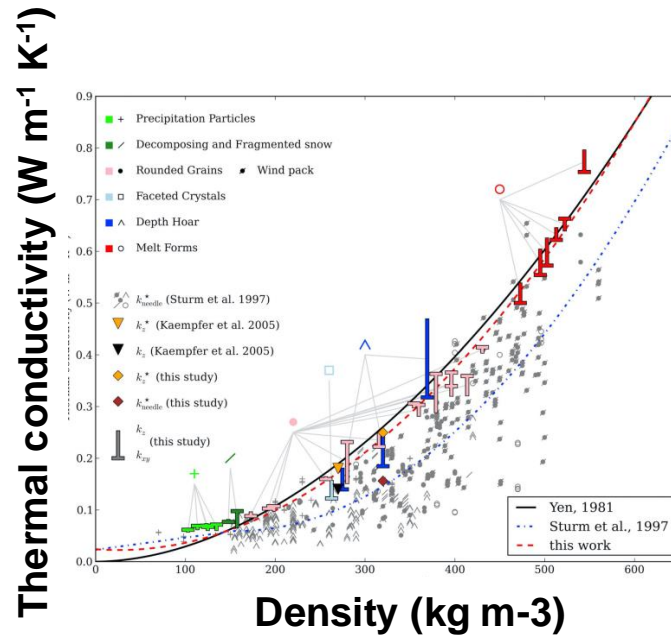 Thermal conductivity (W m-1 K-1)
0.9
0.8
0.7
0.6
0.5
0.4
0.3
0.2
0.1
0.0
Precipitation Particles
Decomposing and Fragmented snow
Rounded Grains Wind pack
Faceted Crystals
Depth Hoar
Melt Forms
k*needle (Sturm et al. 1997)
kz* (Kaempfer et al. 2005)
kz (Kaempfer et al. 2005)
kz* (this study)
k*needle (this study)
kz
(this study)
kxy
Yen, 1981
Sturm et al., 1997
this work
0 100 200 300 400 500 600
Density (kg m-3)